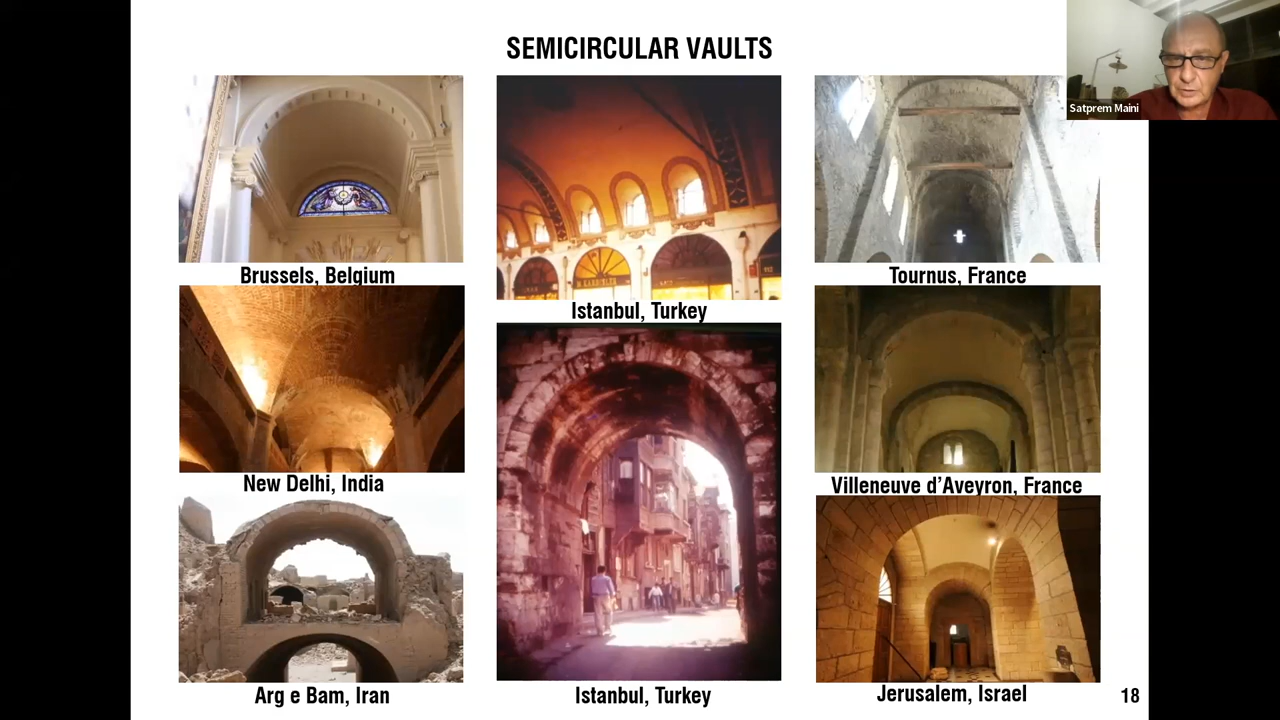 SEMICIRCULAR VAULTS
Satprem Maini
Brussels, Belgium
Istanbul, Turkey
Tournus, France
New Delhi, India
Villeneuve d'Aveyron, France
Arg e Bam, Iran
Istanbul, Turkey
Jerusalem, Israel
18